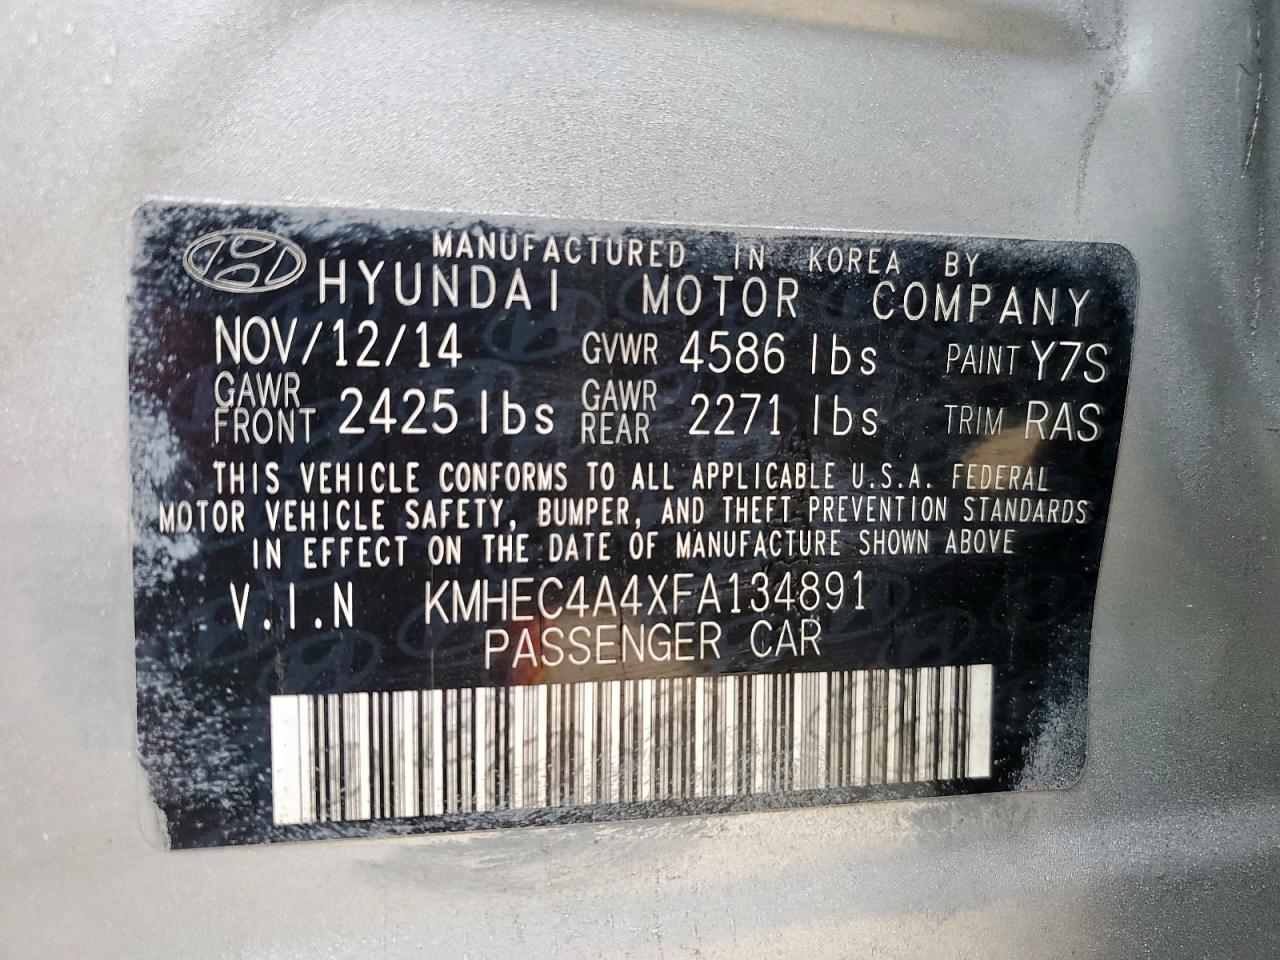 MANUFACTURED IN KOREA BY
HYUNDAI MOTOR COMPANY
NOV/12/14 GVWR 4586 lbs PAINT Y7S
GAWR FRONT 2425 lbs GAWR REAR 2271 lbs TRIM RAS
THIS VEHICLE CONFORMS TO ALL APPLICABLE U.S.A. FEDERAL
MOTOR VEHICLE SAFETY, BUMPER, AND THEFT PREVENTION STANDARDS
IN EFFECT ON THE DATE OF MANUFACTURE SHOWN ABOVE
V.I.N KMHEC4A4XFA134891
PASSENGER CAR